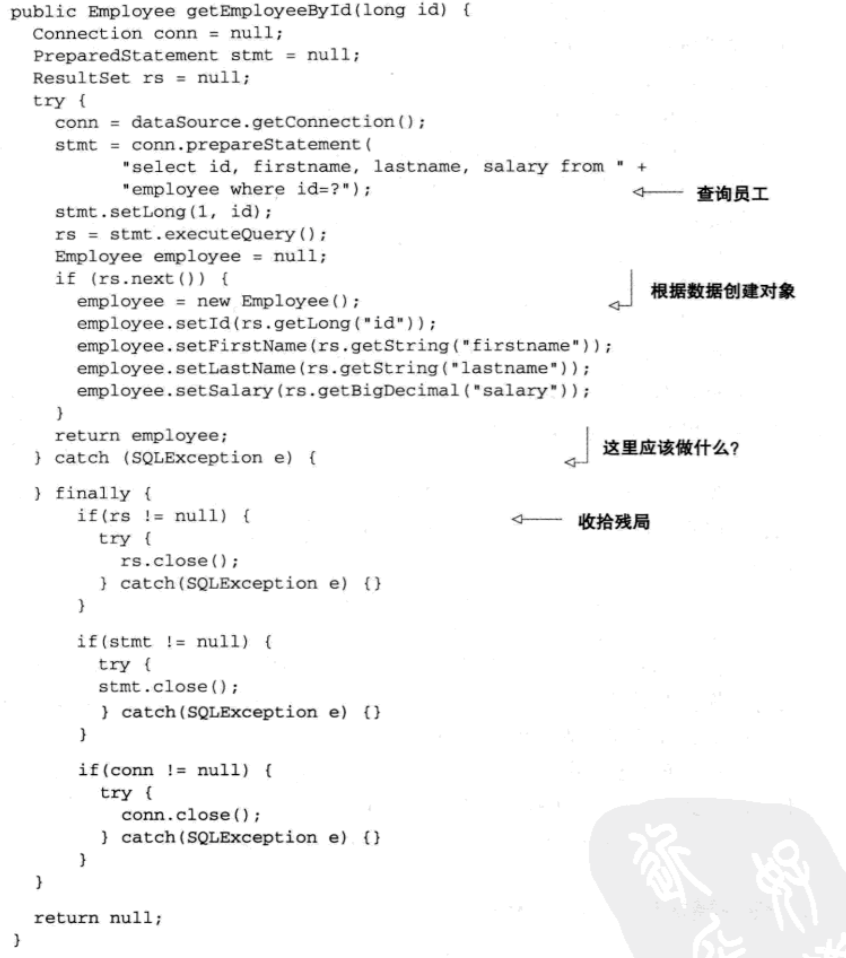 public Employee getEmployeeById(long id) {
Connection conn = null;
PreparedStatement stmt = null;
ResultSet rs = null;
try {
conn = dataSource.getConnection();
stmt = conn.prepareStatement(
"select id, firstname, lastname, salary from " +
"employee where id=?");
查询员工
stmt.setLong(1, id);
rs = stmt.executeQuery();
Employee employee = null;
if (rs.next()) {
根据数据创建对象
employee = new Employee();
employee.setId(rs.getLong("id"));
employee.setFirstName(rs.getString("firstname"));
employee.setLastName(rs.getString("lastname"));
employee.setSalary(rs.getBigDecimal("salary"));
}
return employee;
这里应该做什么?
} catch (SQLException e) {
} finally {
if(rs != null) {
收拾残局
try {
rs.close();
} catch(SQLException e) {}
}
if(stmt != null) {
try {
stmt.close();
} catch(SQLException e) {}
}
if(conn != null) {
try {
conn.close();
} catch(SQLException e) {}
}
}
return null;
}